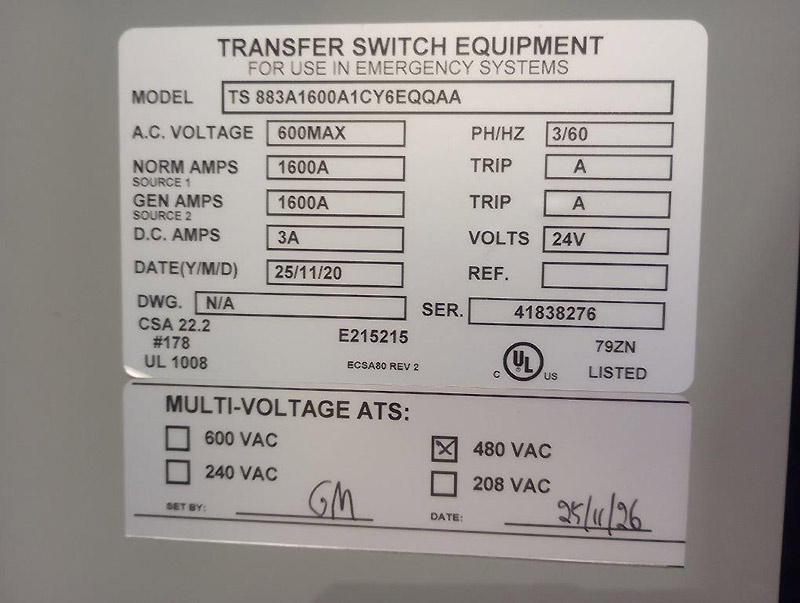 TRANSFER SWITCH EQUIPMENT
FOR USE IN EMERGENCY SYSTEMS
MODEL TS 883A1600A1CY6EQQAA
A.C. VOLTAGE 600MAX PH/HZ 3/60
NORM AMPS 1600A TRIP A
SOURCE 1
GEN AMPS 1600A TRIP A
SOURCE 2
D.C. AMPS 3A VOLTS 24V
DATE(Y/M/D) 25/11/20 REF.
DWG. N/A SER. 41838276
CSA 22.2
#178
UL 1008
E215215
ECSA80 REV 2
C UL US
79ZN
LISTED
MULTI-VOLTAGE ATS:
600 VAC 480 VAC
240 VAC 208 VAC
SET BY: GM DATE: 25/11/26